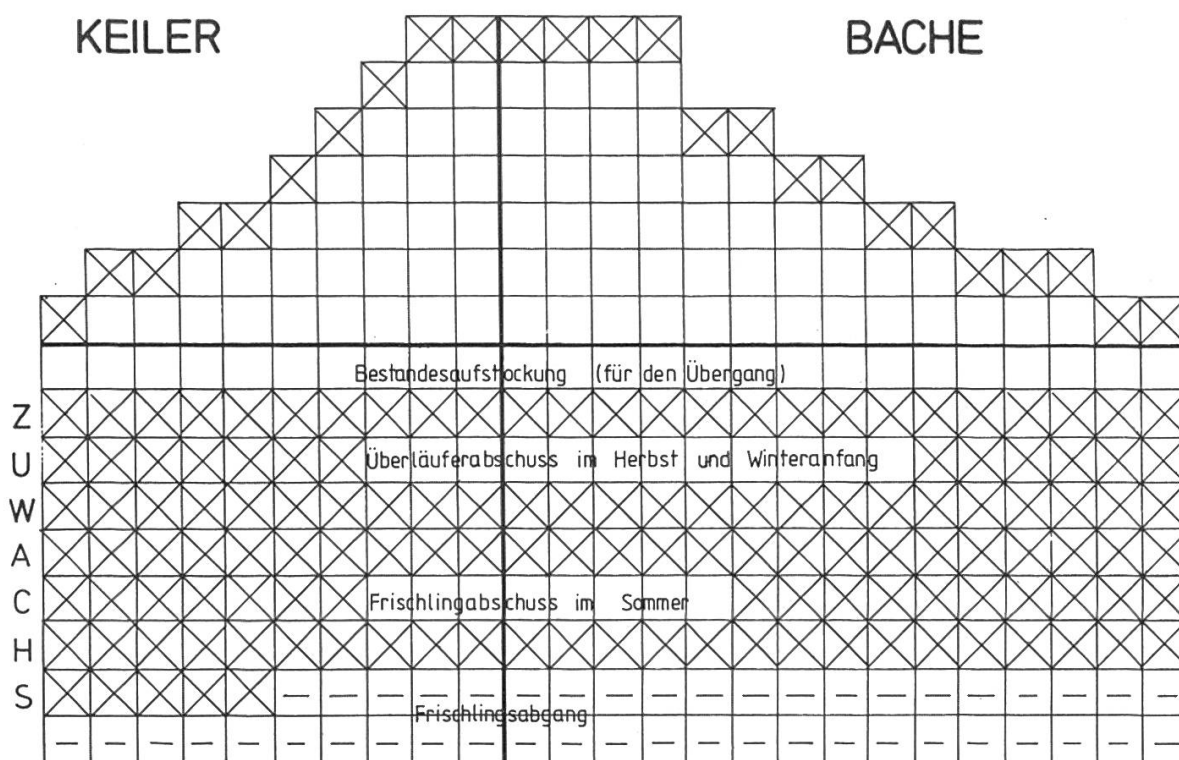 KEILER BACHE
Bestandesaufstockung (für den Übergang)
ZUWACHS
Überläuferabschuss im Herbst und Winteranfang
Frischlingabschuss im Sommer
Frischlingsabgang